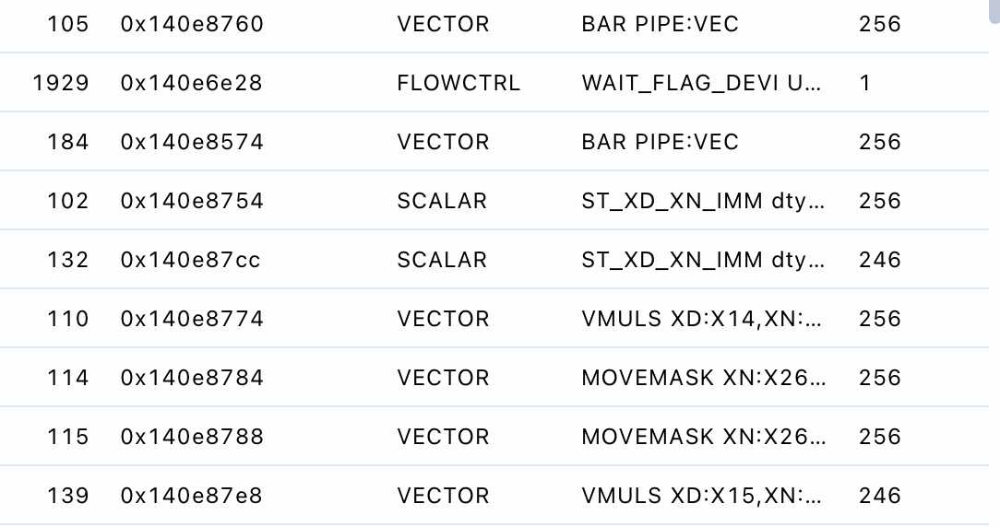 105 0x140e8760 VECTOR BAR PIPE:VEC 256
1929 0x140e6e28 FLOWCTRL WAIT_FLAG_DEVI U... 1
184 0x140e8574 VECTOR BAR PIPE:VEC 256
102 0x140e8754 SCALAR ST_XD_XN_IMM dty... 256
132 0x140e87cc SCALAR ST_XD_XN_IMM dty... 246
110 0x140e8774 VECTOR VMULS XD:X14,XN:... 256
114 0x140e8784 VECTOR MOVEMASK XN:X26... 256
115 0x140e8788 VECTOR MOVEMASK XN:X26... 256
139 0x140e87e8 VECTOR VMULS XD:X15,XN:... 246